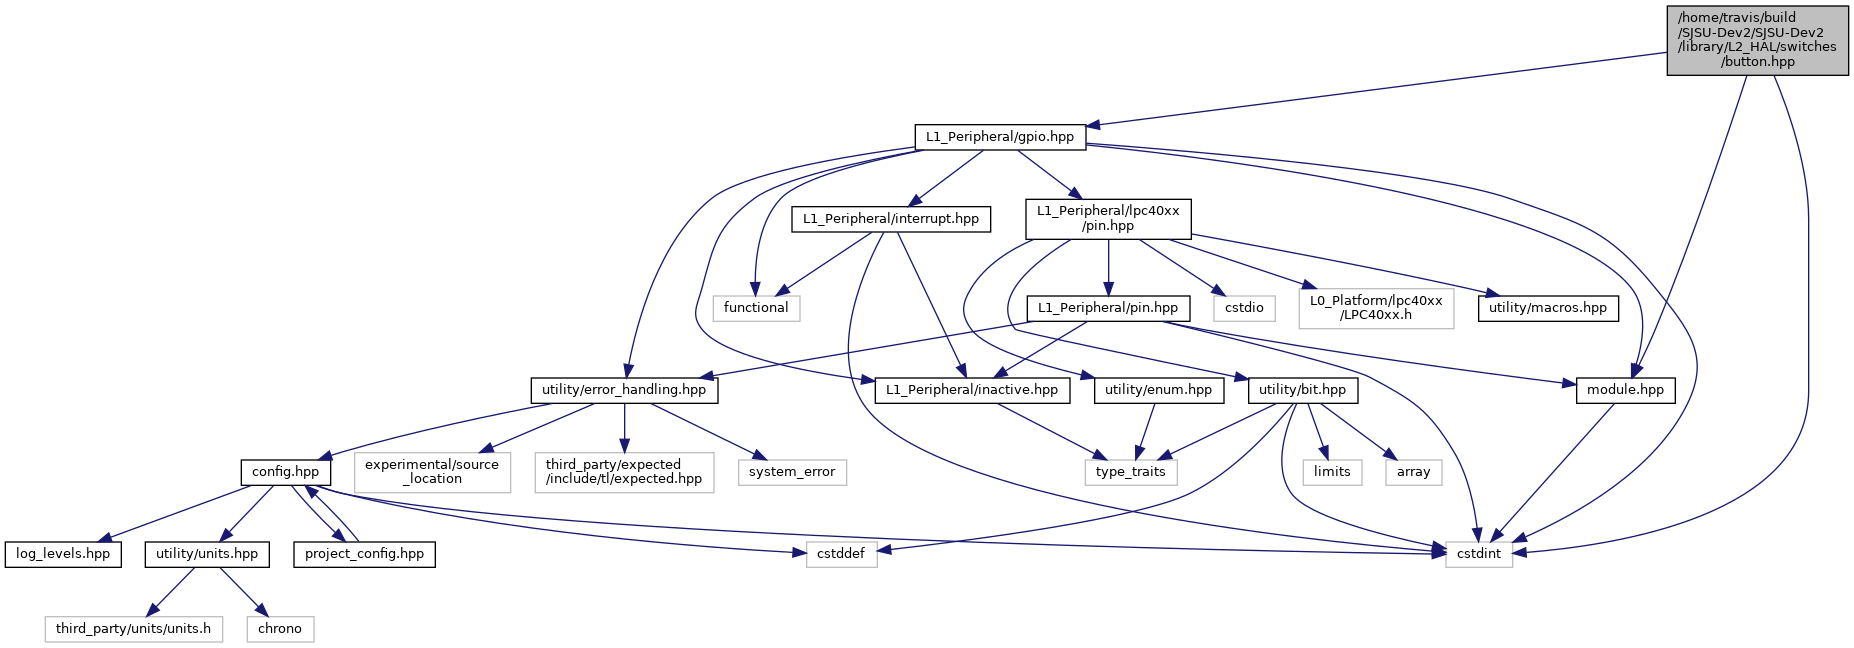 /home/travis/build
/SJSU-Dev2/SJSU-Dev2
/library/L2_HAL/switches
/button.hpp
L1_Peripheral/gpio.hpp
L1_Peripheral/interrupt.hpp
L1_Peripheral/lpc40xx
/pin.hpp
functional
L1_Peripheral/pin.hpp
cstdio
L0_Platform/lpc40xx
/LPC40xx.h
utility/macros.hpp
utility/error_handling.hpp
L1_Peripheral/inactive.hpp
utility/enum.hpp
utility/bit.hpp
module.hpp
config.hpp
experimental/source
_location
third_party/expected
/include/tl/expected.hpp
system_error
type_traits
limits
array
log_levels.hpp
utility/units.hpp
project_config.hpp
cstddef
cstdint
third_party/units/units.h
chrono